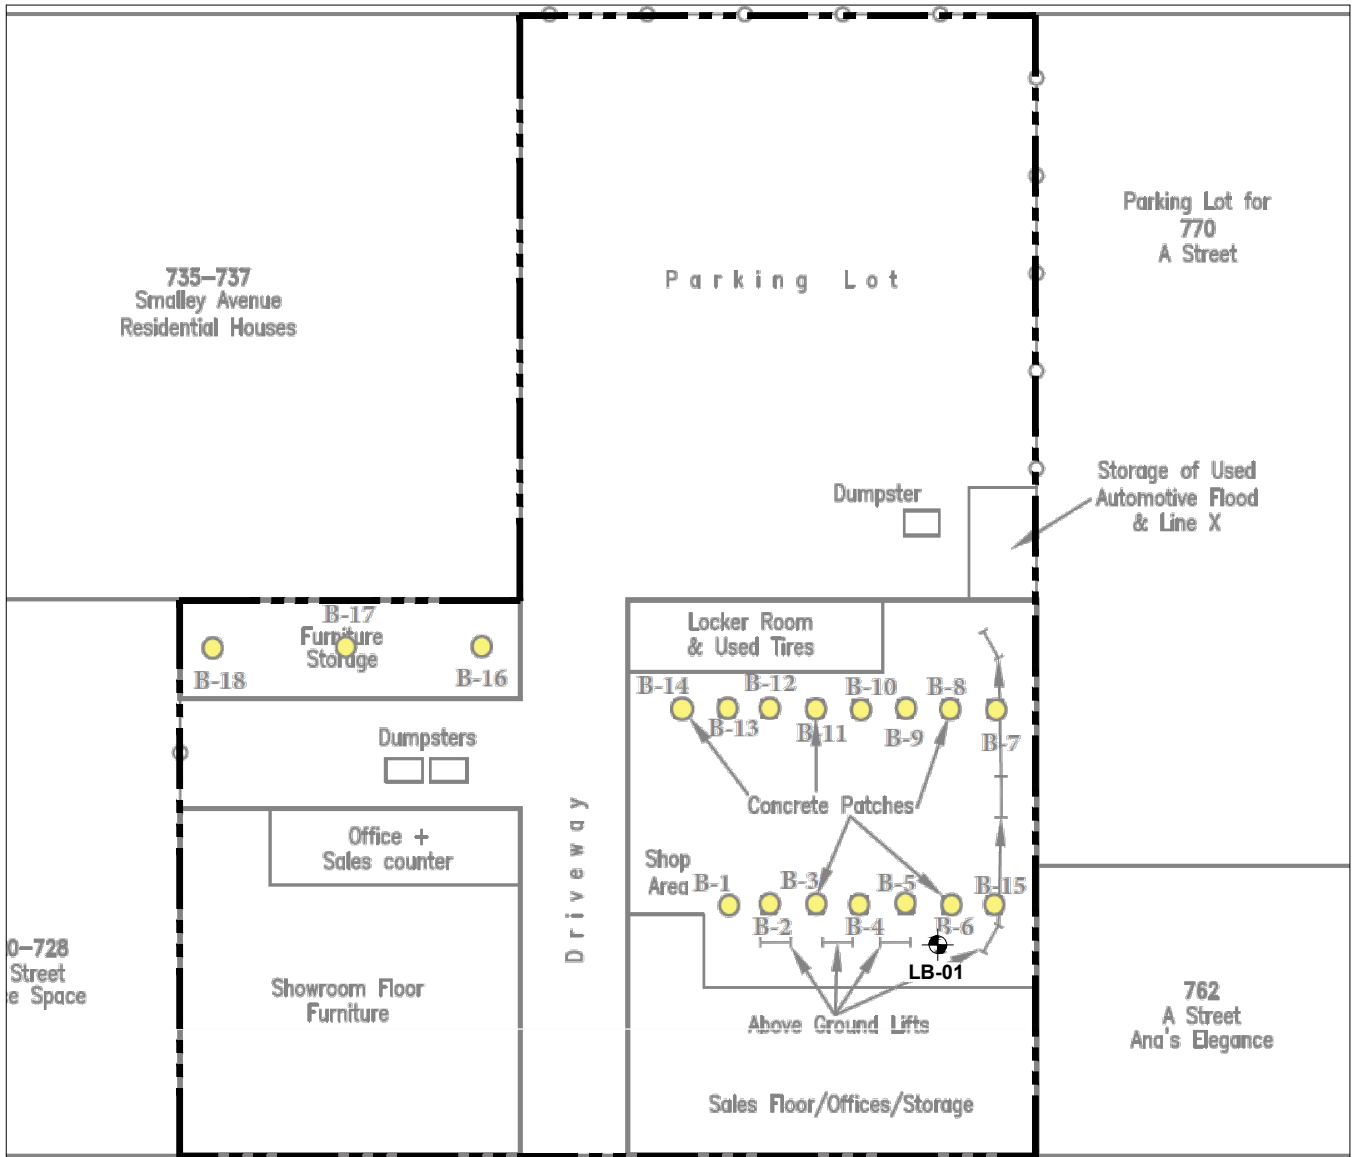 Parking Lot for
770
A Street
735-737
Smalley Avenue
Residential Houses
Parking Lot
Storage of Used
Automotive Flood
& Line X
Dumpster
B-17
Furniture
Storage
B-18
B-16
Locker Room
& Used Tires
B-14
B-12
B-10
B-8
B-13
B-11
B-9
B-7
Dumpsters
Concrete Patches
Driveway
Office +
Sales counter
Shop
Area
B-1
B-3
B-5
B-15
B-2
B-4
B-6
LB-01
0-728
Street
e Space
Showroom Floor
Furniture
Above Ground Lifts
762
A Street
Ana's Elegance
Sales Floor/Offices/Storage